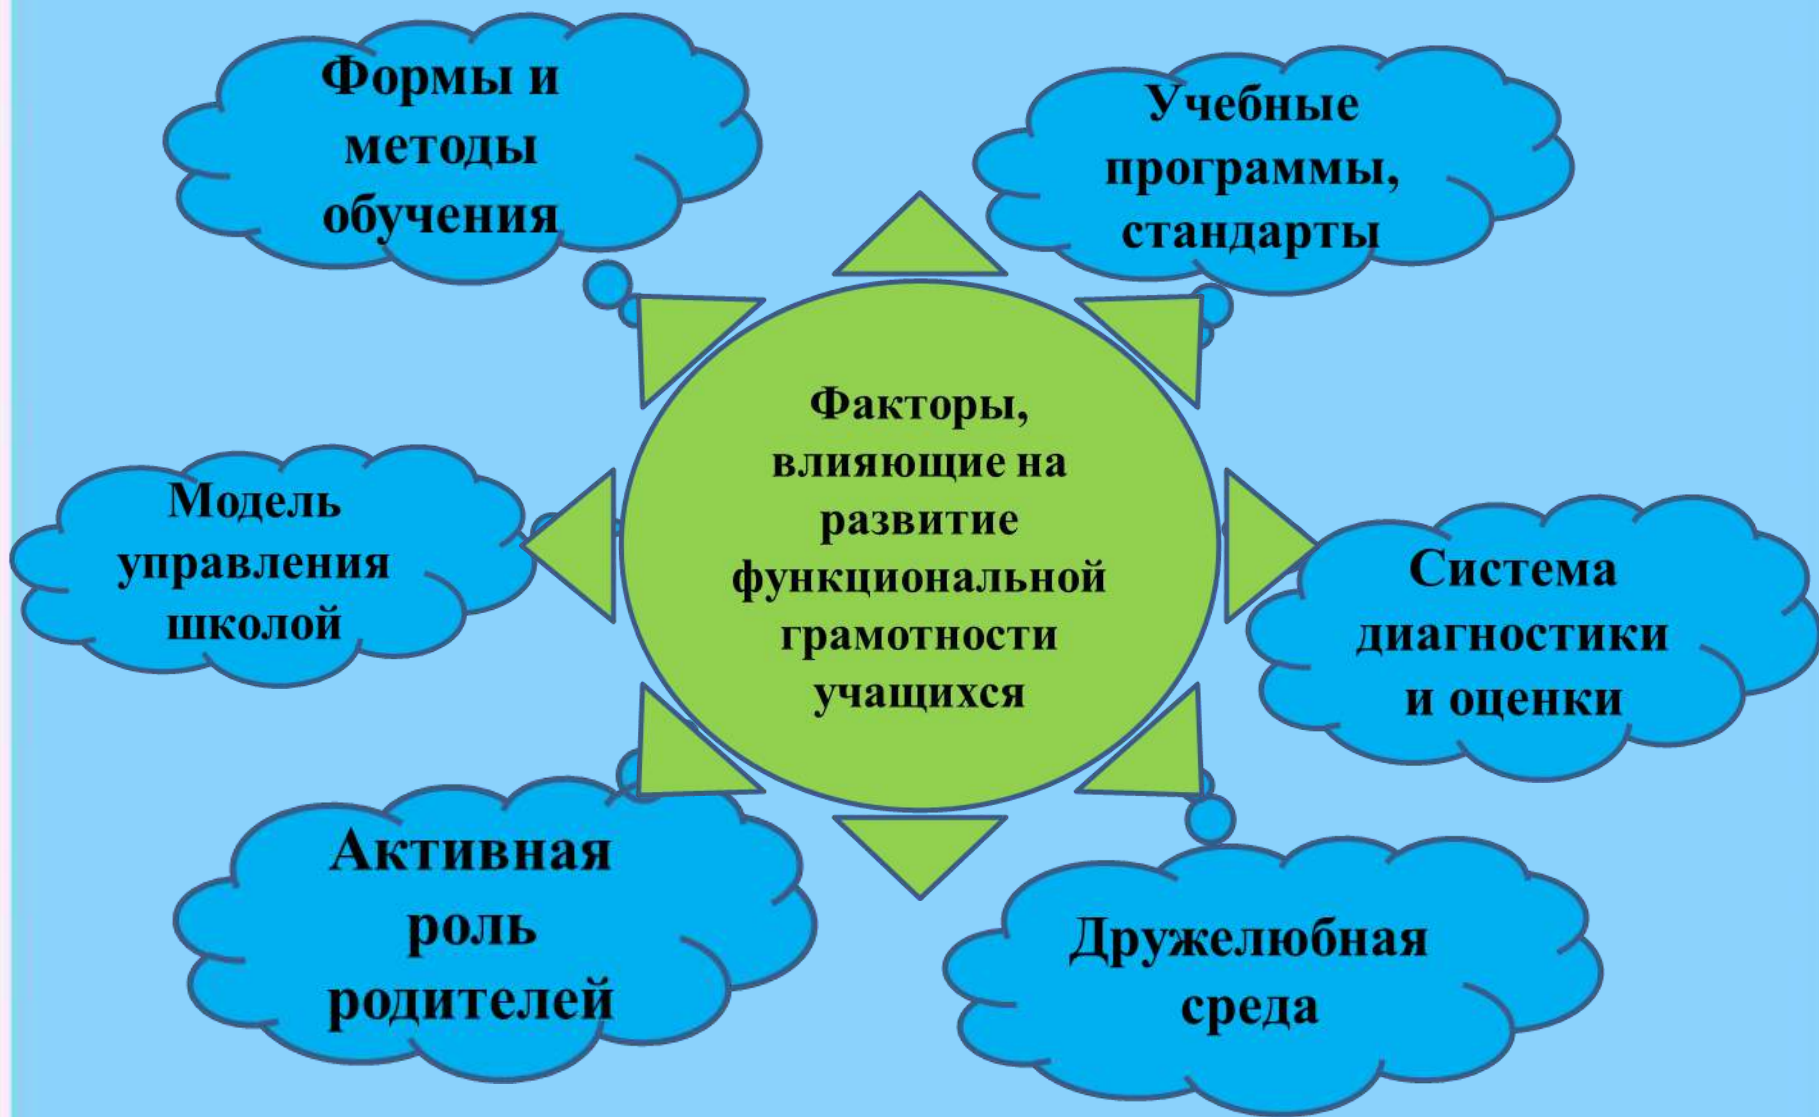 Формы и
методы
обучения
Учебные
программы,
стандарты
Факторы,
влияющие на
развитие
функциональной
грамотности
учащихся
Модель
управления
школой
Система
диагностики
и оценки
Активная
роль
родителей
Дружелюбная
среда